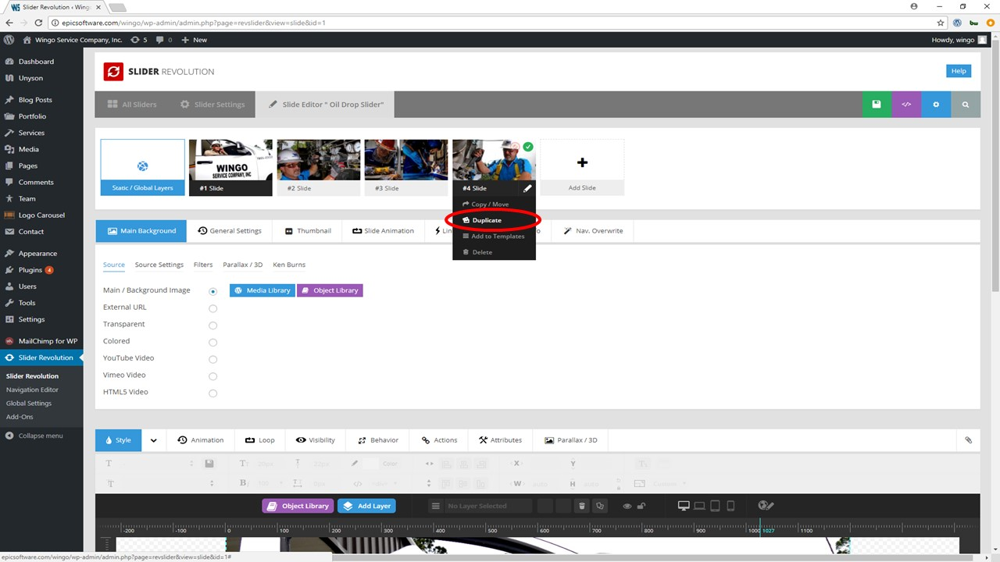 Slider Revolution ‹ Wingo
epicsoftware.com/wingo/wp-admin/admin.php?page=revslider&view=slide&id=1
Wingo Service Company, Inc.
5
0
New
Howdy, wingo
Dashboard
Unyson
Blog Posts
Portfolio
Services
Media
Pages
Comments
Team
Logo Carousel
Contact
Appearance
Plugins 4
Users
Tools
Settings
MailChimp for WP
Slider Revolution
Slider Revolution
Navigation Editor
Global Settings
Add-Ons
Collapse menu
SLIDER REVOLUTION
Help
All Sliders
Slider Settings
Slide Editor " Oil Drop Slider"
WINGO
SERVICE COMPANY, INC
Static / Global Layers
#1 Slide
#2 Slide
#3 Slide
#4 Slide
Add Slide
Copy / Move
Duplicate
Add to Templates
Delete
Main Background
General Settings
Thumbnail
Slide Animation
Nav. Overwrite
Source
Source Settings
Filters
Parallax / 3D
Ken Burns
Main / Background Image
Media Library
Object Library
External URL
Transparent
Colored
YouTube Video
Vimeo Video
HTML5 Video
Style
Animation
Loop
Visibility
Behavior
Actions
Attributes
Parallax / 3D
Color
Object Library
Add Layer
No Layer Selected
-200
-100
0
100
200
300
400
500
600
700
800
900
1000
1027
1100
epicsoftware.com/wingo/wp-admin/admin.php?page=revslider&view=slide&id=1#